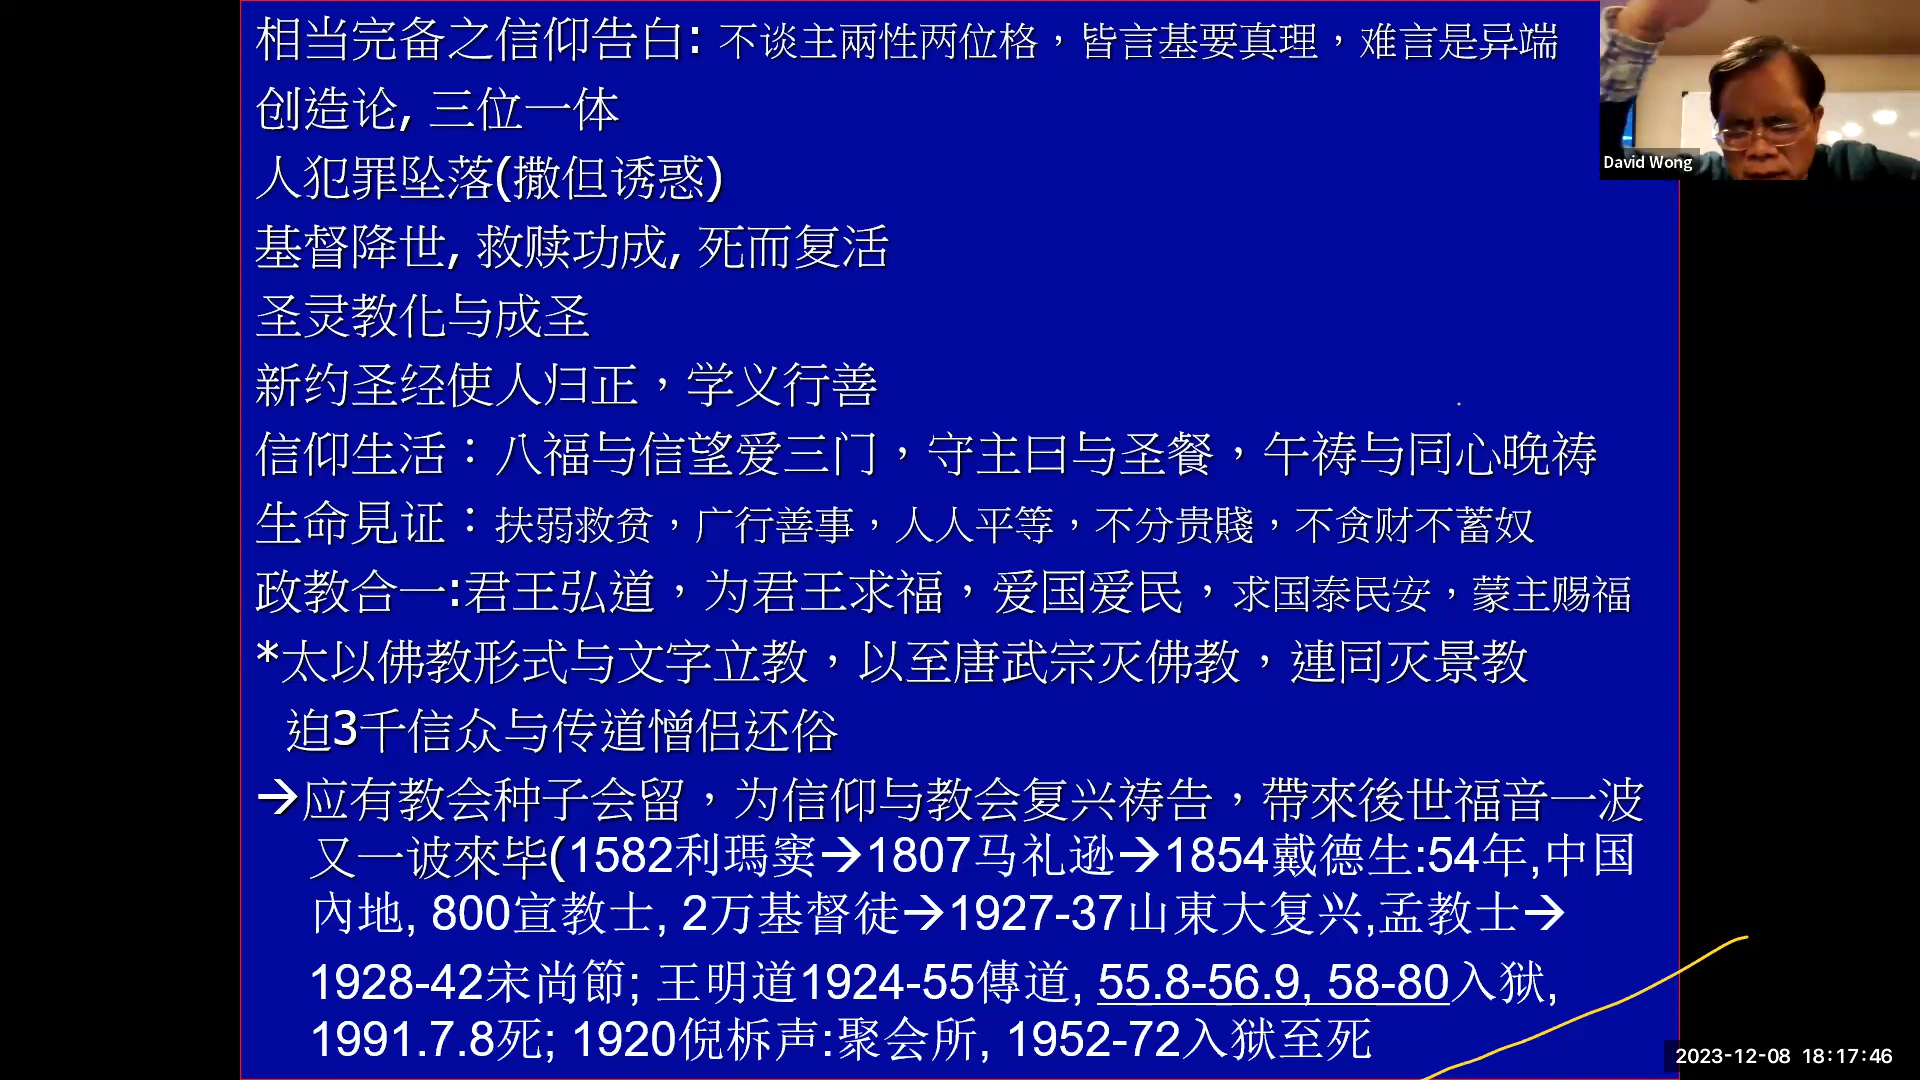 相当完备之信仰告白: 不谈主兩性两位格，皆言基要真理，难言是异端
创造论, 三位一体
人犯罪坠落(撒但诱惑)
基督降世, 救赎功成, 死而复活
圣灵教化与成圣
新约圣经使人归正，学义行善
信仰生活：八福与信望爱三门，守主曰与圣餐，午祷与同心晚祷
生命見证：扶弱救贫，广行善事，人人平等，不分贵賤，不贪财不蓄奴
政教合一:君王弘道，为君王求福，爱国爱民，求国泰民安，蒙主赐福
*太以佛教形式与文字立教，以至唐武宗灭佛教，連同灭景教
迫3千信众与传道憎侣还俗
→应有教会种子会留，为信仰与教会复兴祷告，帶來後世福音一波
又一诐來毕(1582利瑪窦→1807马礼逊→1854戴德生:54年,中国
內地, 800宣教士, 2万基督徒→1927-37山東大复兴,孟教士→
1928-42宋尚節; 王明道1924-55傳道, 55.8-56.9, 58-80入狱,
1991.7.8死; 1920倪柝声:聚会所, 1952-72入狱至死
David Wong
2023-12-08 18:17:46